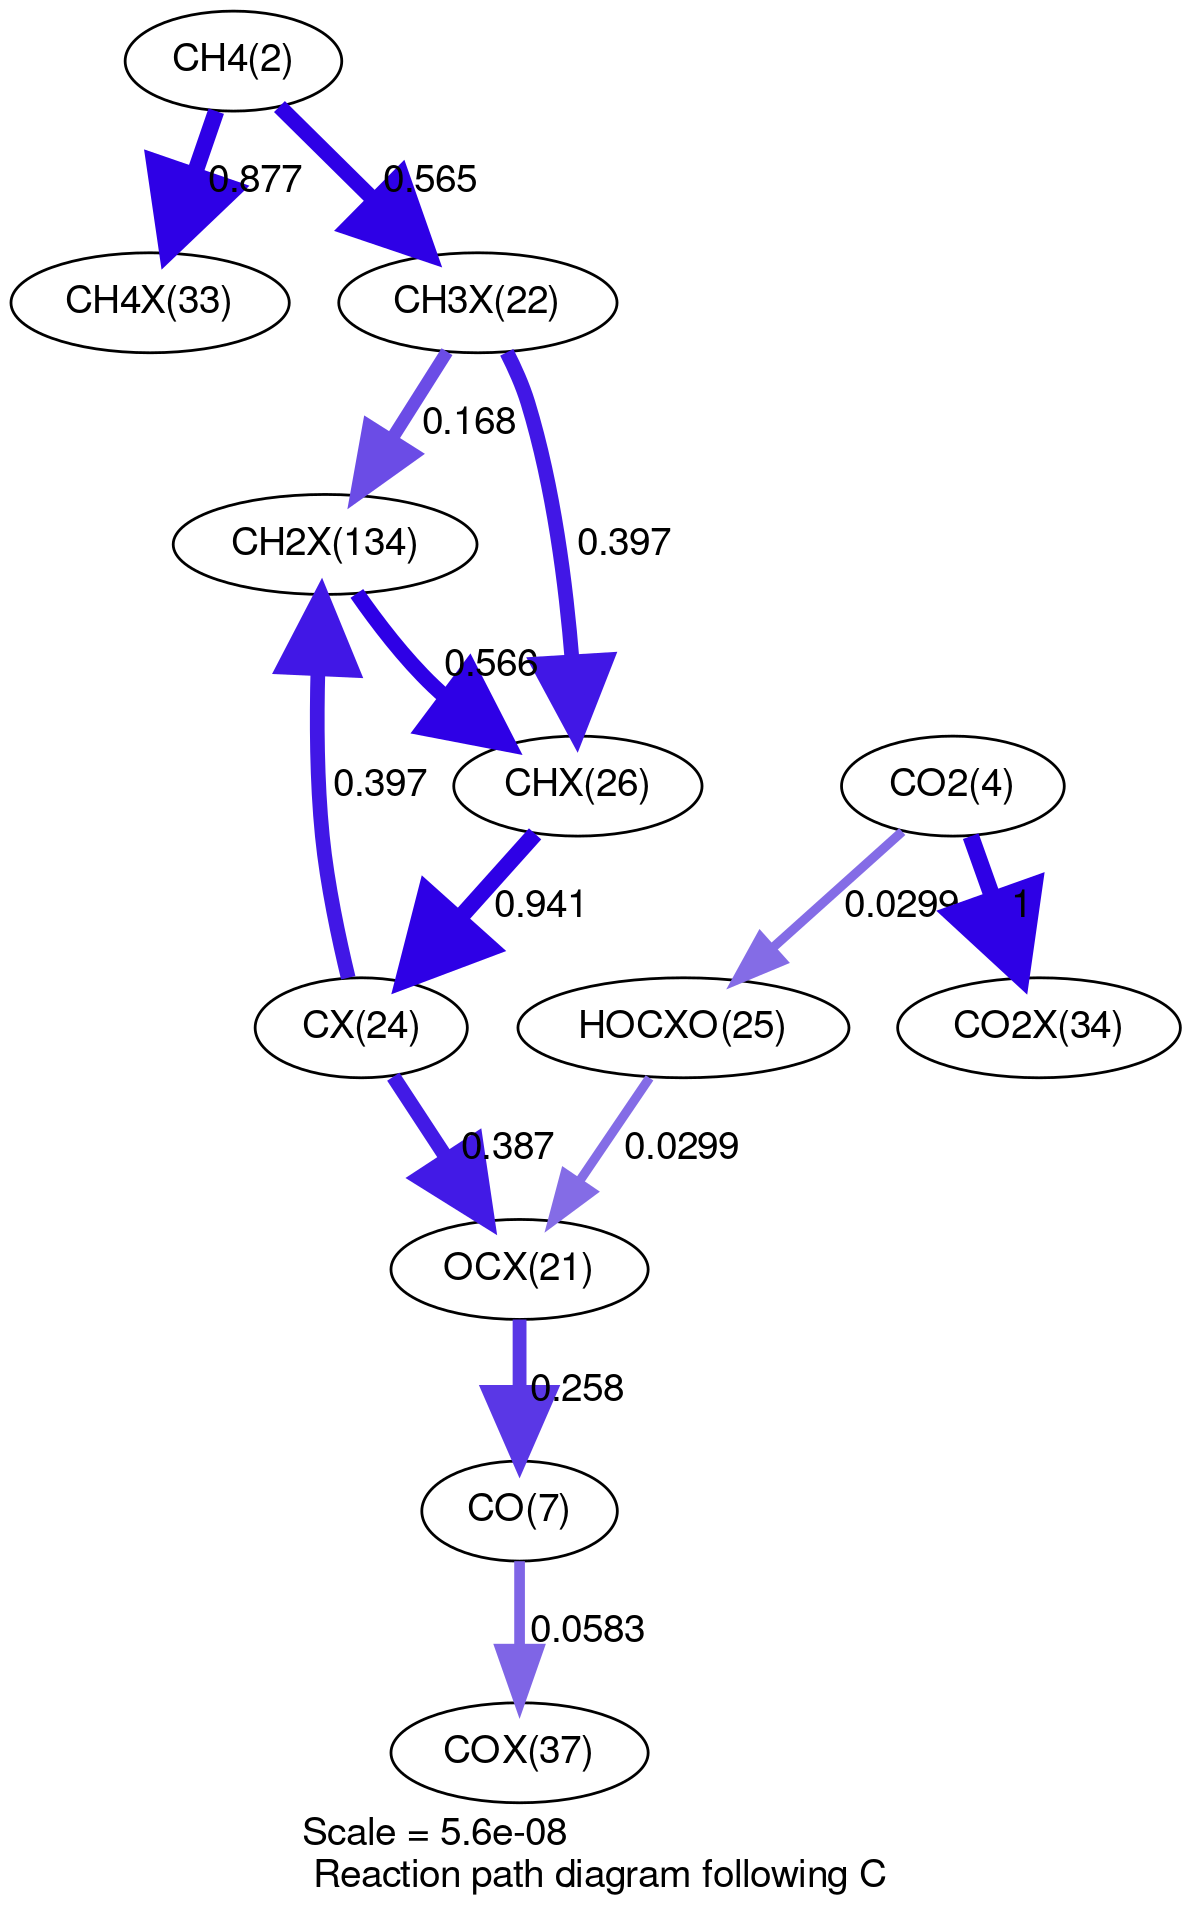 CH4(2)
0.877
0.565
CH4X(33)
CH3X(22)
0.168
CH2X(134)
0.397
0.566
0.397
CHX(26)
CO2(4)
0.941
0.0299
1
CX(24)
HOCXO(25)
CO2X(34)
0.387
0.0299
OCX(21)
0.258
CO(7)
0.0583
COX(37)
Scale = 5.6e-08
Reaction path diagram following C